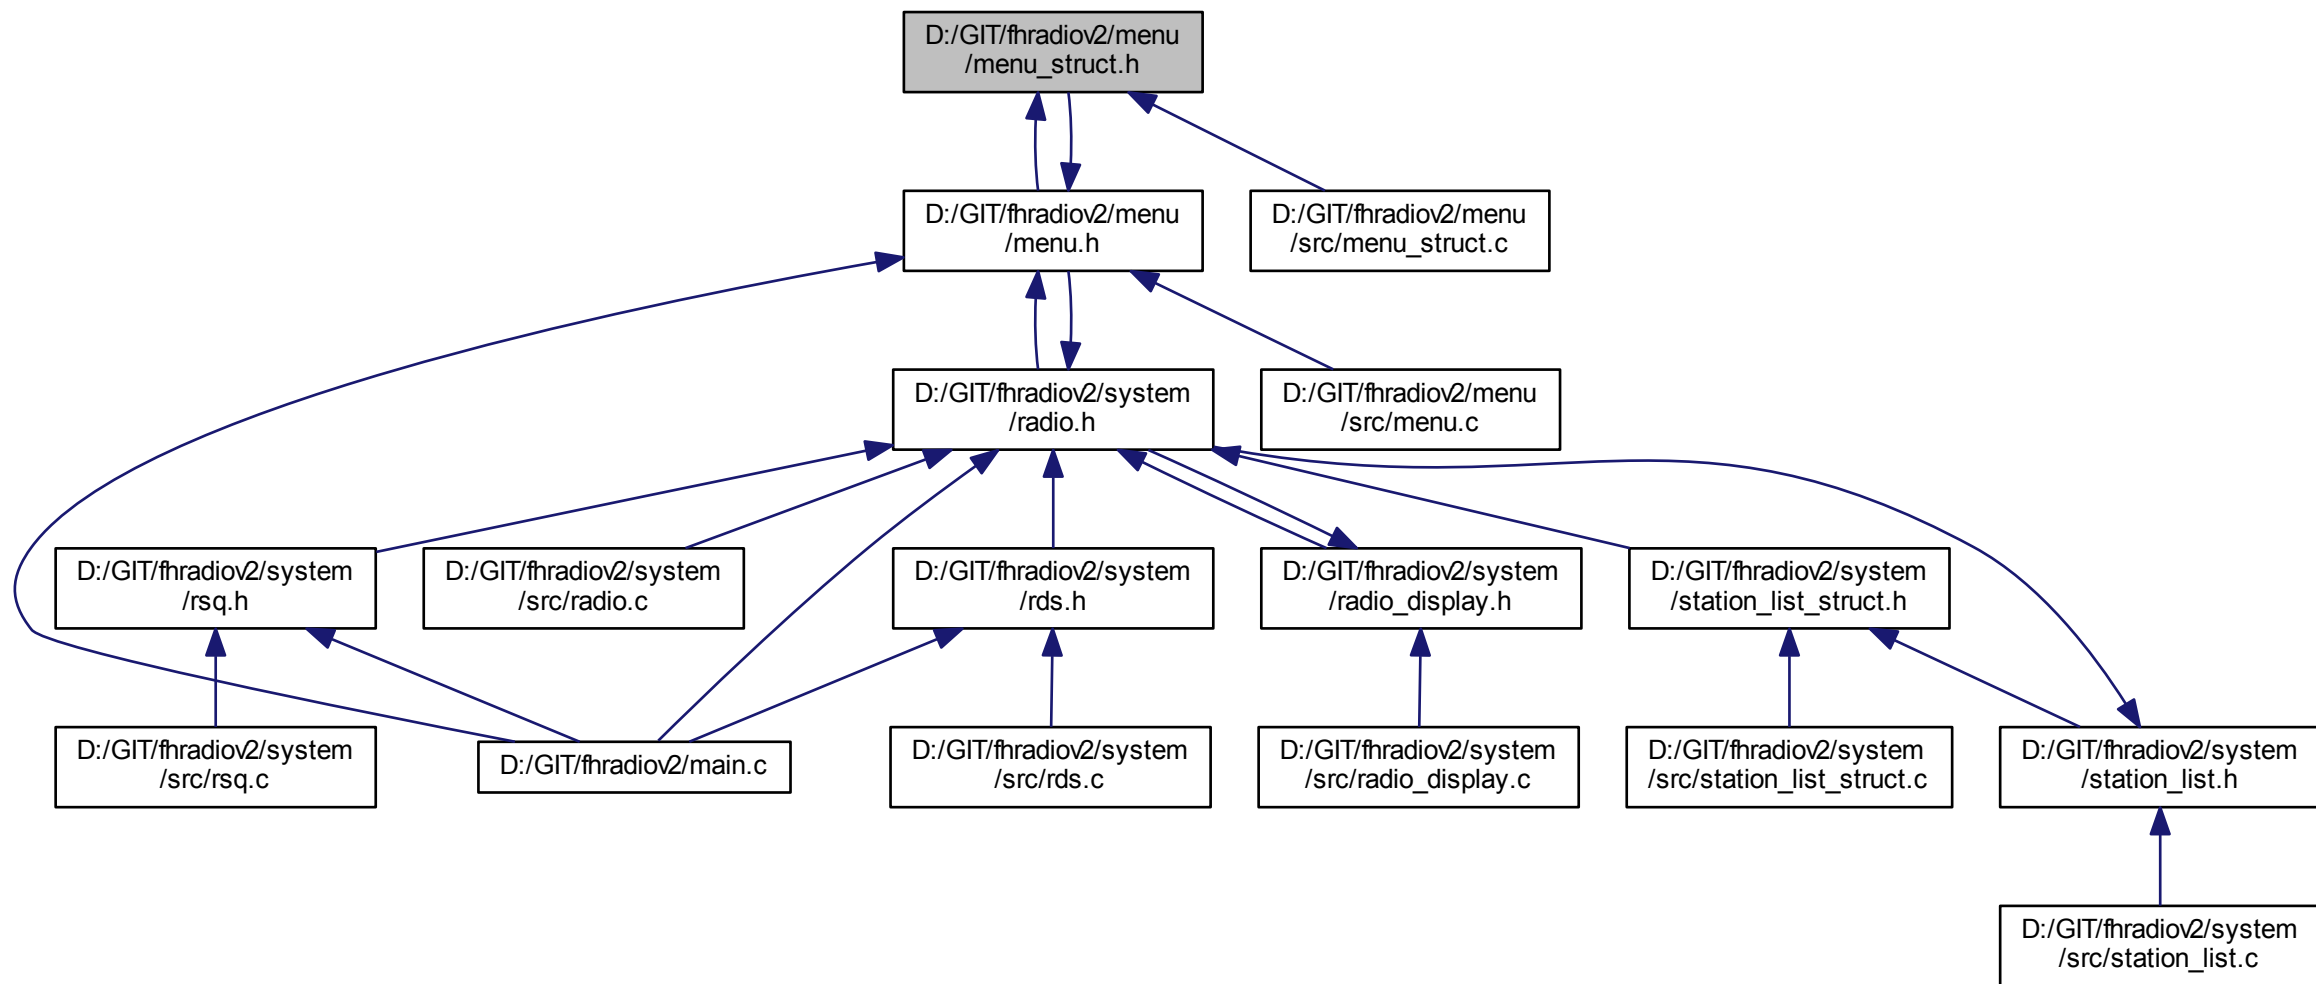 D:/GIT/fhradiov2/menu
/menu_struct.h
D:/GIT/fhradiov2/menu
/menu.h
D:/GIT/fhradiov2/menu
/src/menu_struct.c
D:/GIT/fhradiov2/system
/radio.h
D:/GIT/fhradiov2/menu
/src/menu.c
D:/GIT/fhradiov2/system
/rsq.h
D:/GIT/fhradiov2/system
/src/radio.c
D:/GIT/fhradiov2/system
/rds.h
D:/GIT/fhradiov2/system
/radio_display.h
D:/GIT/fhradiov2/system
/station_list_struct.h
D:/GIT/fhradiov2/system
/src/rsq.c
D:/GIT/fhradiov2/main.c
D:/GIT/fhradiov2/system
/src/rds.c
D:/GIT/fhradiov2/system
/src/radio_display.c
D:/GIT/fhradiov2/system
/src/station_list_struct.c
D:/GIT/fhradiov2/system
/station_list.h
D:/GIT/fhradiov2/system
/src/station_list.c